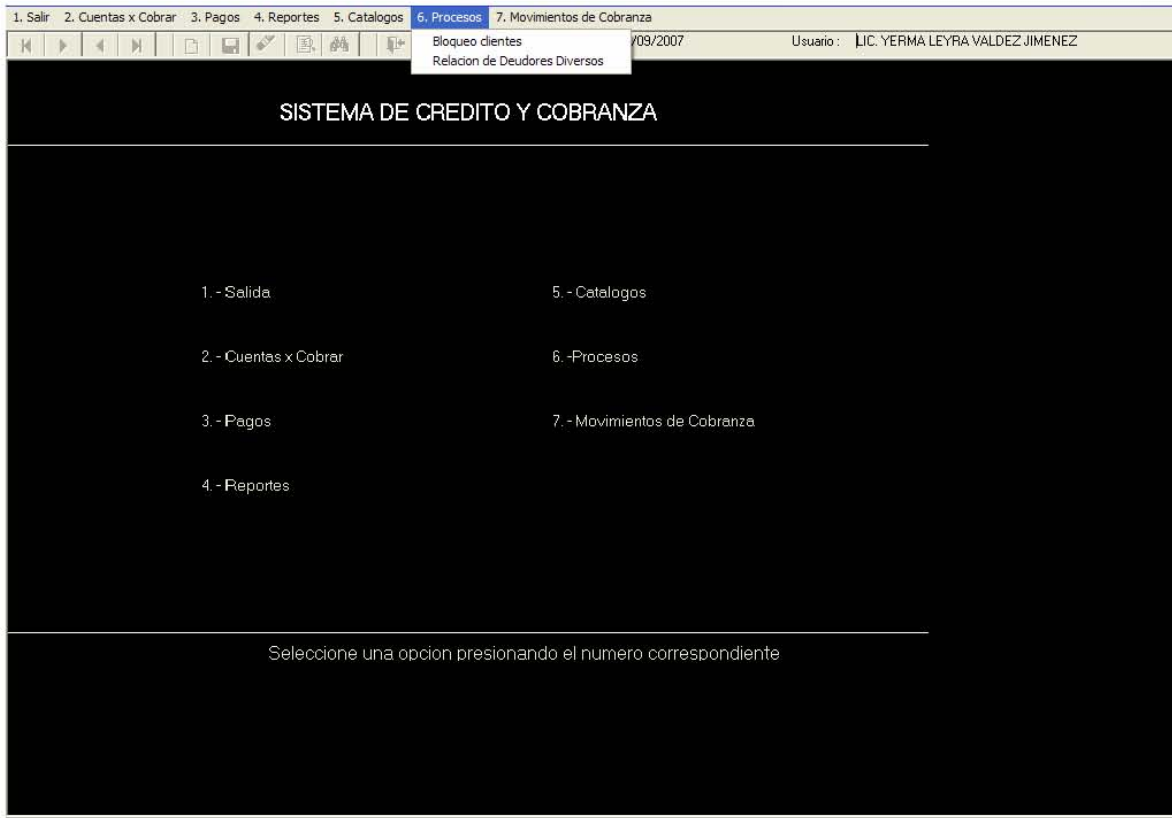 1. Salir 2. Cuentas x Cobrar 3. Pagos 4. Reportes 5. Catalogos 6. Procesos 7. Movimientos de Cobranza
Bloqueo clientes
/09/2007 Usuario : LIC. YERMA LEYRA VALDEZ JIMENEZ
Relacion de Deudores Diversos
SISTEMA DE CREDITO Y COBRANZA
1. - Salida 5. - Catalogos
2. - Cuentas x Cobrar 6. -Procesos
3. - Pagos 7. - Movimientos de Cobranza
4. - Reportes
Seleccione una opcion presionando el numero correspondiente